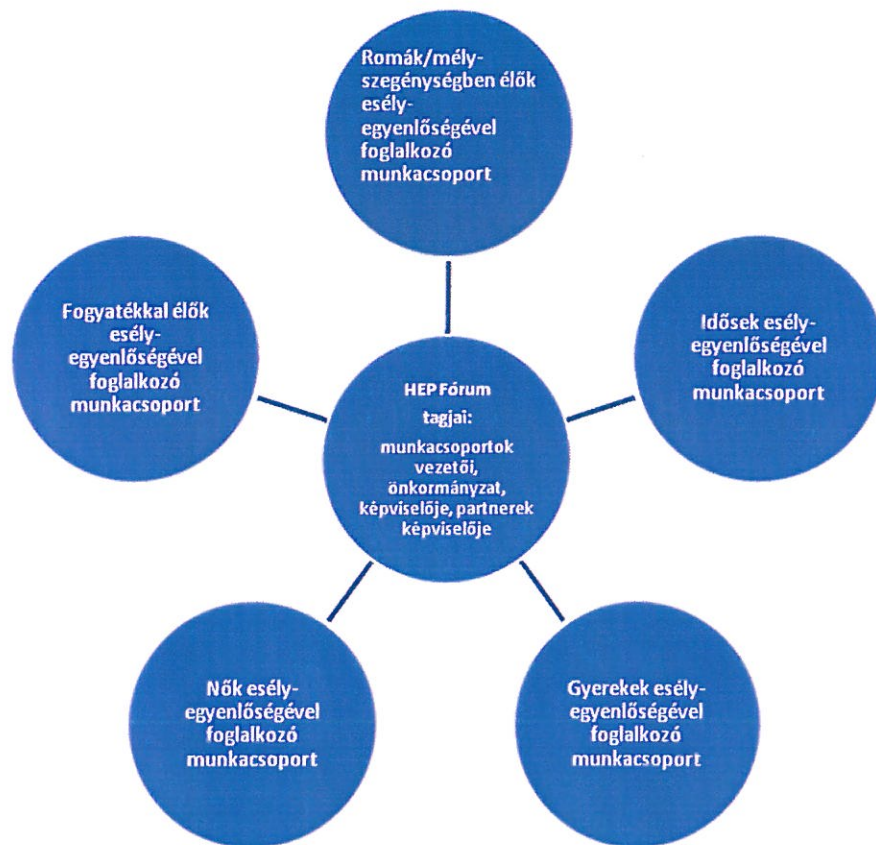 Romák/mély-
szegénységben élők
esély-
egyenlőségével
foglalkozó
munkacsoport
Fogyatékkal élők
esély-
egyenlőségével
foglalkozó
munkacsoport
Idősek esély-
egyenlőségével
foglalkozó
munkacsoport
HEP Fórum
tagjai:
munkacsoportok
vezetői,
önkormányzat,
képviselője, partnerek
képviselője
Nők esély-
egyenlőségével
foglalkozó
munkacsoport
Gyerekek esély-
egyenlőségével
foglalkozó
munkacsoport